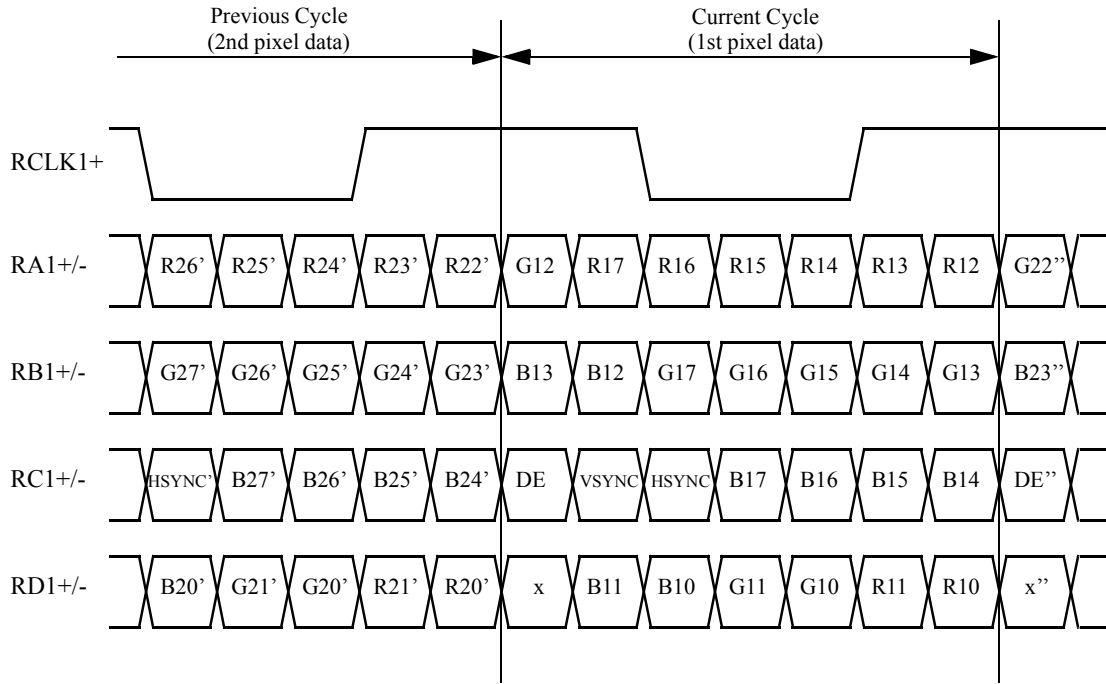 Previous Cycle
(2nd pixel data)
Current Cycle
(1st pixel data)
RCLK1+
RA1+/- R26’ R25’ R24’ R23’ R22’ G12 R17 R16 R15 R14 R13 R12 G22’’
RB1+/- G27’ G26’ G25’ G24’ G23’ B13 B12 G17 G16 G15 G14 G13 B23’’
RC1+/- HSYNC’ B27’ B26’ B25’ B24’ DE VSYNC HSYNC B17 B16 B15 B14 DE’’
RD1+/- B20’ G21’ G20’ R21’ R20’ x B11 B10 G11 G10 R11 R10 x’’